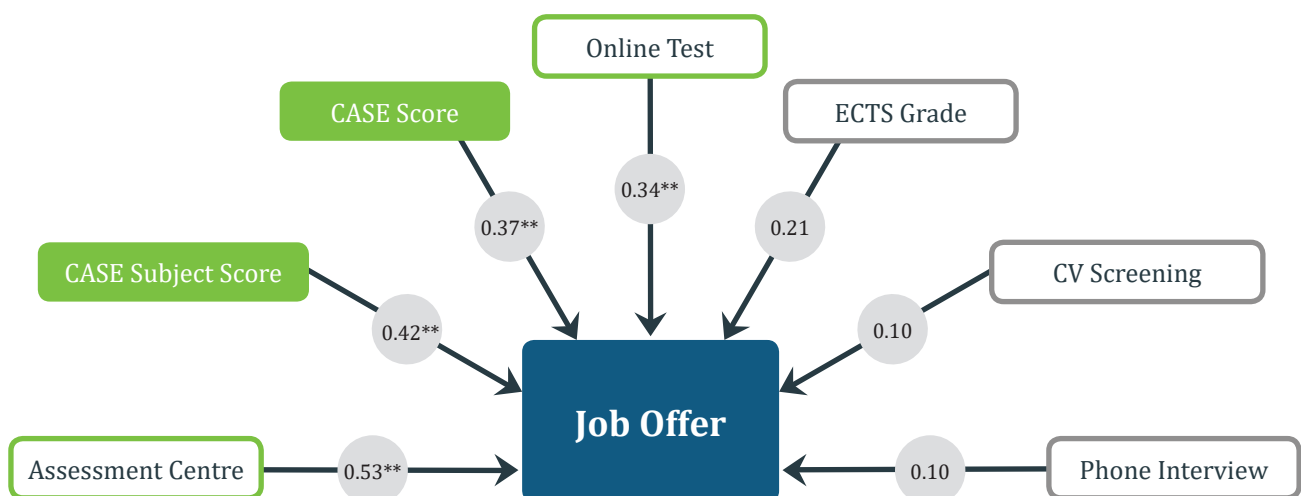 Online Test
CASE Score
ECTS Grade
0.34**
0.37**
0.21
CASE Subject Score
CV Screening
0.42**
0.10
Job Offer
Assessment Centre
0.53**
0.10
Phone Interview